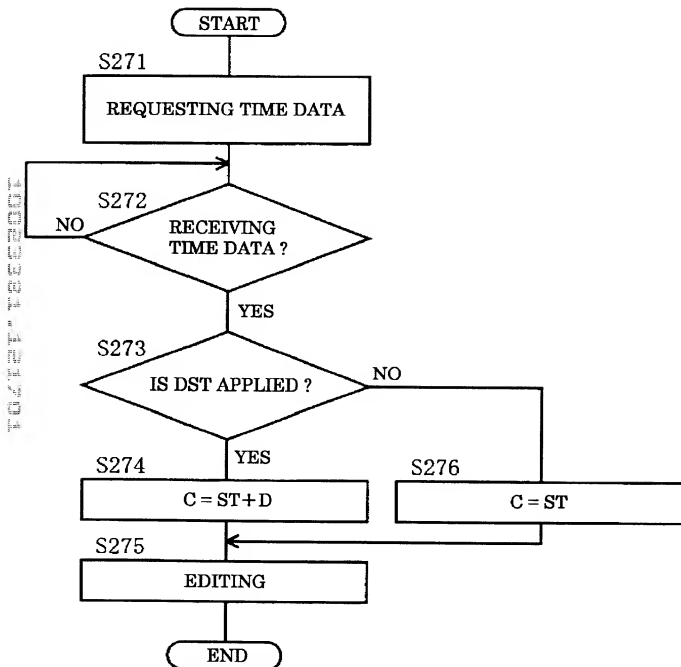 START
S271
REQUESTING TIME DATA
S272
NO
RECEIVING
TIME DATA ?
YES
S273
IS DST APPLIED ?
NO
YES
S274
C = ST+D
S276
C = ST
S275
EDITING
END